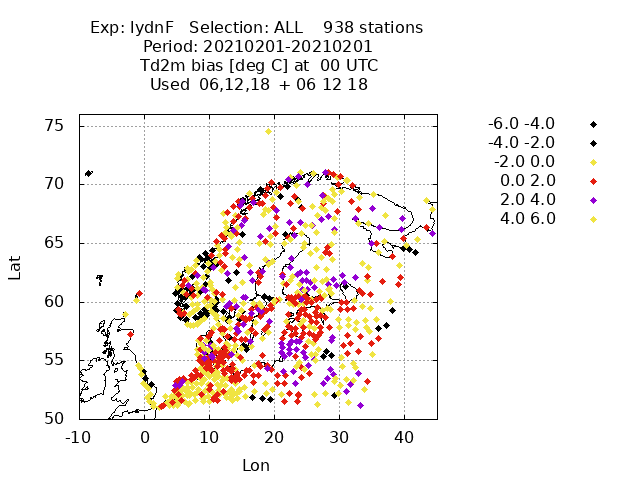 Exp: lydnF   Selection: ALL    938 stations
Period: 20210201-20210201
Td2m bias [deg C] at  00 UTC
Used  06,12,18  + 06 12 18
-6.0 -4.0
-4.0 -2.0
-2.0 0.0
0.0 2.0
2.0 4.0
4.0 6.0
75
70
65
60
55
50
Lat
-10 0 10 20 30 40
Lon